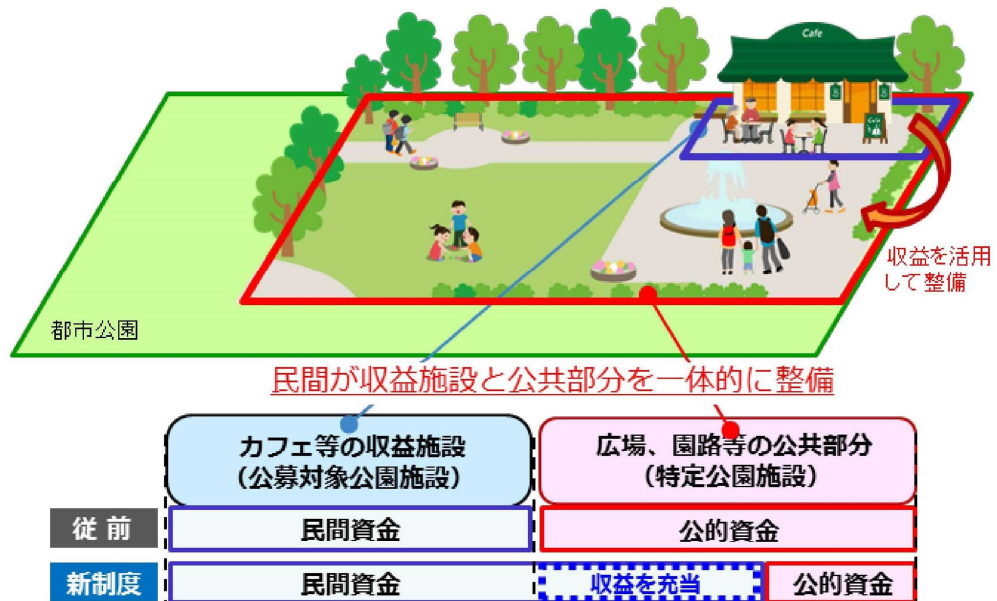 Cafe
Cafe
収益を活用
して整備
都市公園
民間が収益施設と公共部分を一体的に整備
カフェ等の収益施設
(公募対象公園施設)
広場、園路等の公共部分
(特定公園施設)
従 前
民間資金
公的資金
新制度
民間資金
収益を充当
公的資金